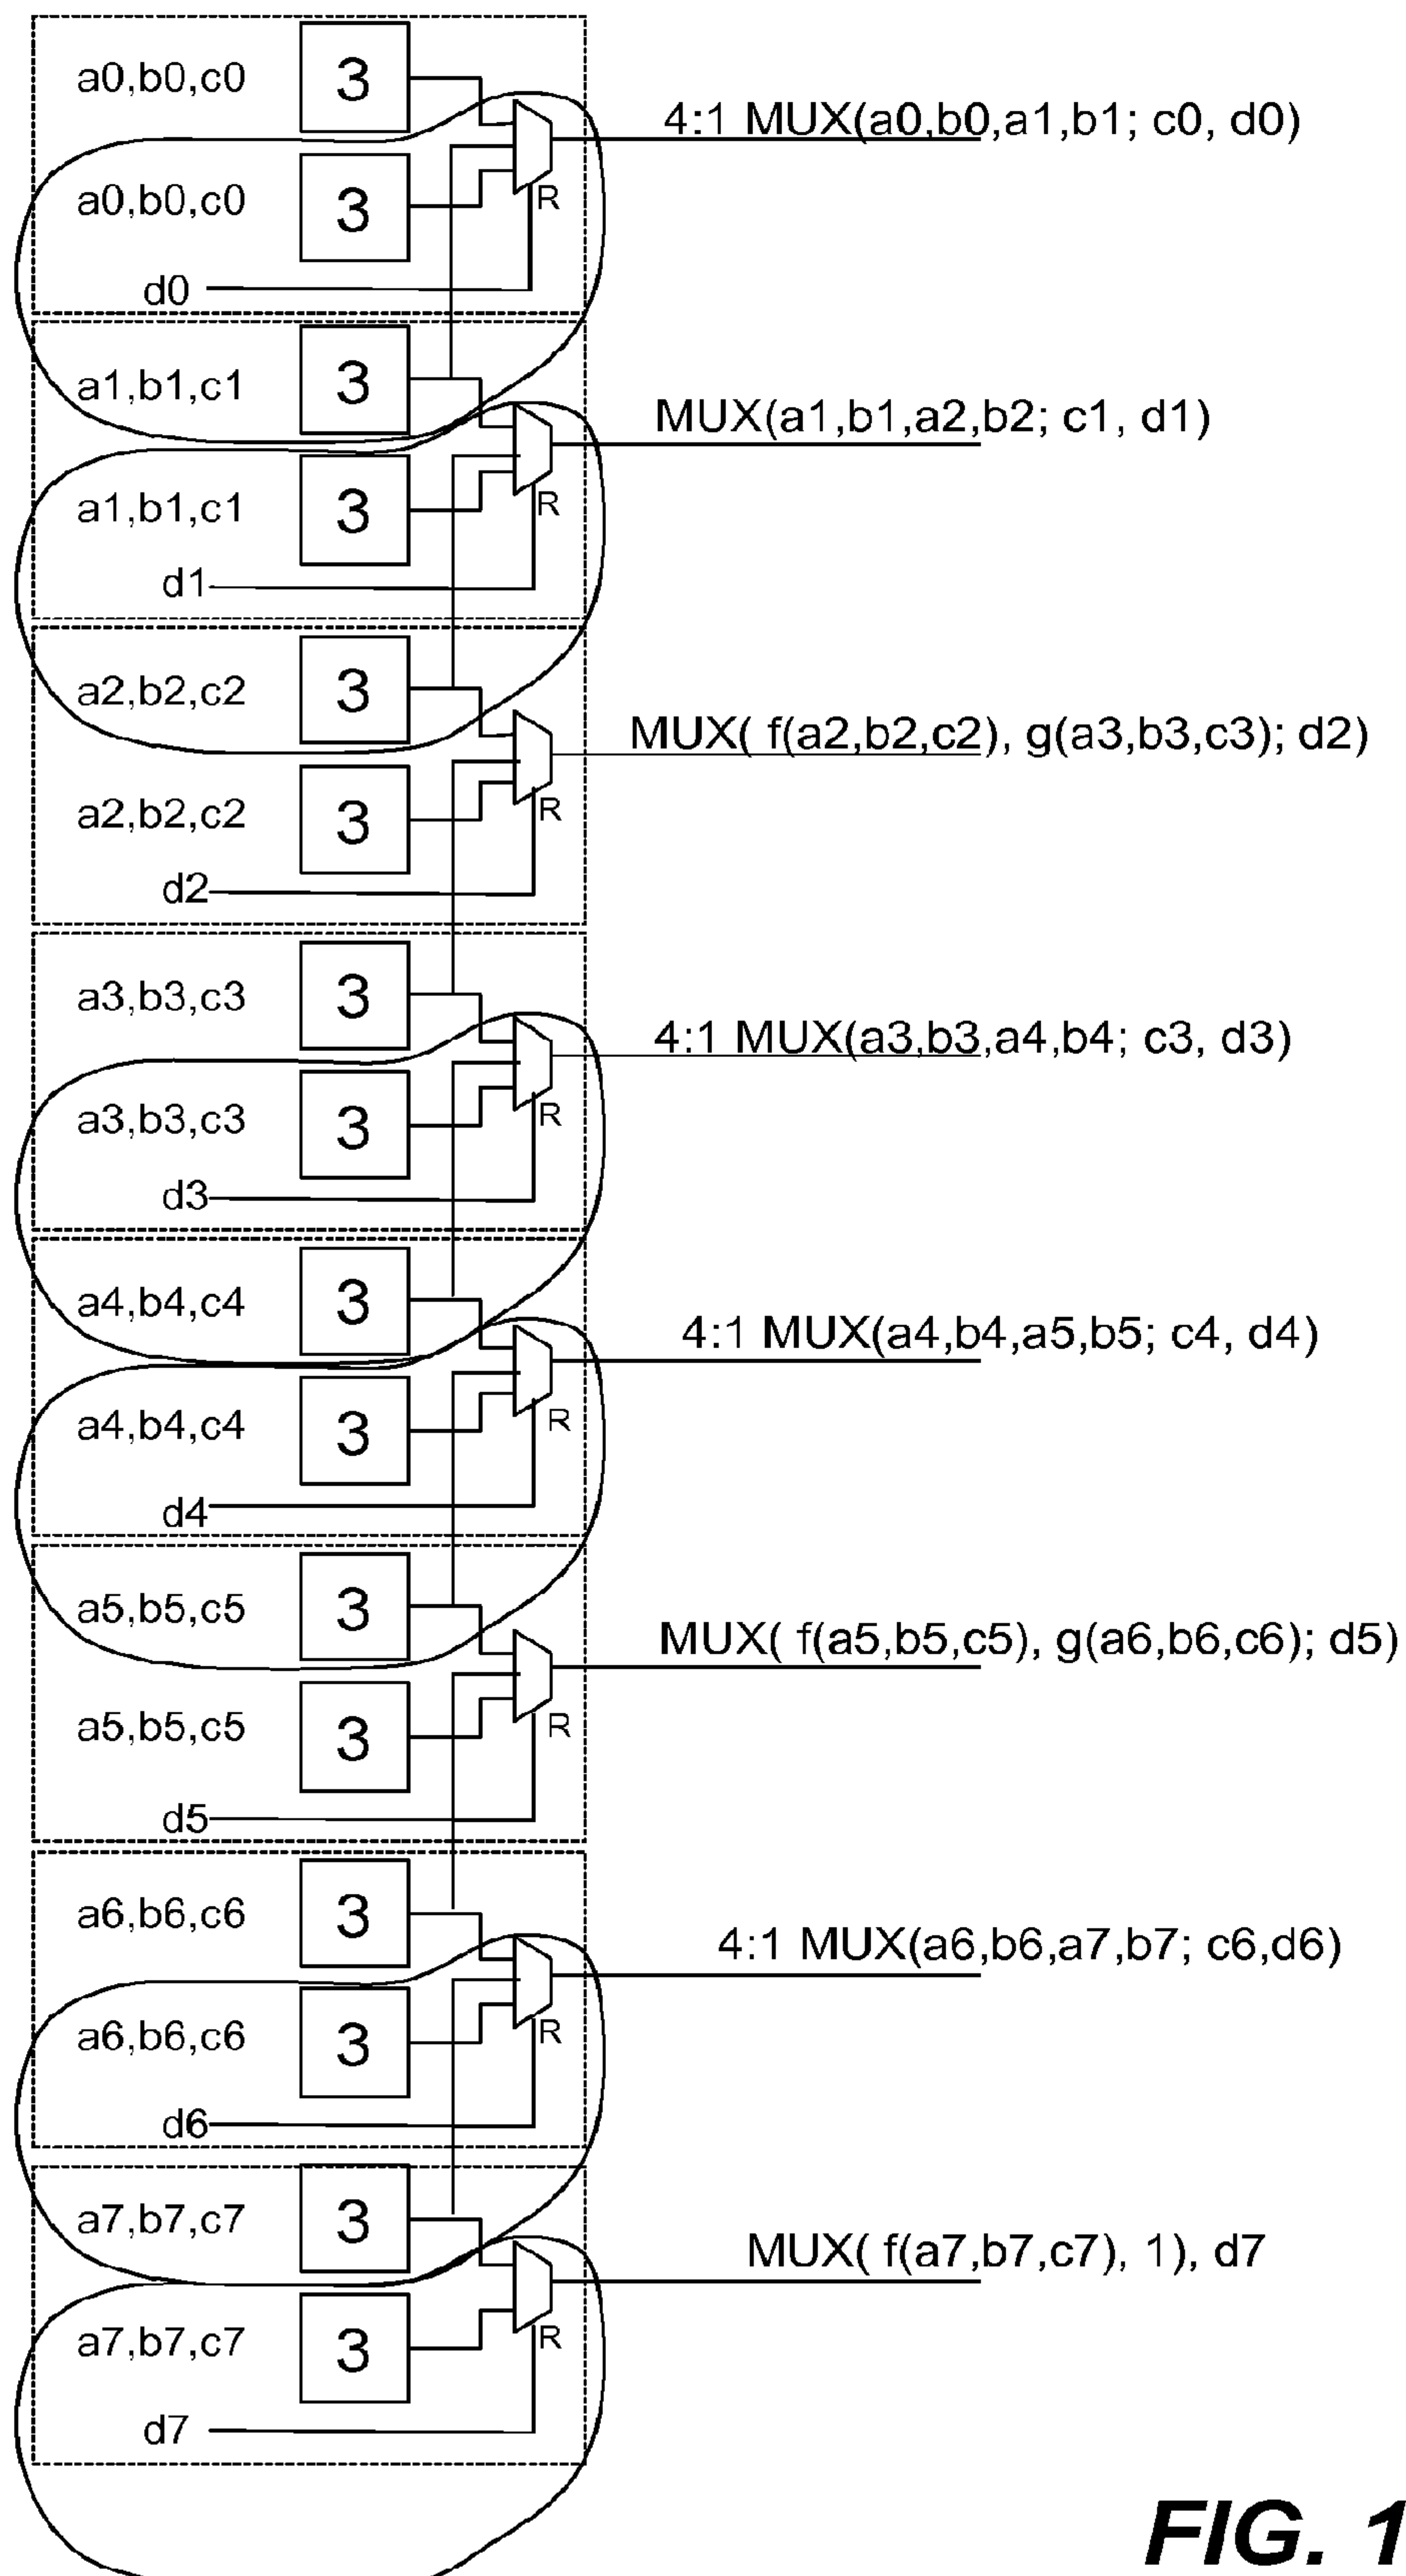 a0,b0,c0
3
4:1 MUX(a0,b0,a1,b1; c0, d0)
a0,b0,c0
3
R
d0
a1,b1,c1
3
MUX(a1,b1,a2,b2; c1, d1)
a1,b1,c1
3
R
d1
a2,b2,c2
3
MUX( f(a2,b2,c2), g(a3,b3,c3); d2)
a2,b2,c2
3
R
d2
a3,b3,c3
3
4:1 MUX(a3,b3,a4,b4; c3, d3)
a3,b3,c3
3
R
d3
a4,b4,c4
3
4:1 MUX(a4,b4,a5,b5; c4, d4)
a4,b4,c4
3
R
d4
a5,b5,c5
3
MUX( f(a5,b5,c5), g(a6,b6,c6); d5)
a5,b5,c5
3
R
d5
a6,b6,c6
3
4:1 MUX(a6,b6,a7,b7; c6,d6)
a6,b6,c6
3
R
d6
a7,b7,c7
3
MUX( f(a7,b7,c7), 1), d7
a7,b7,c7
3
R
d7
FIG. 1